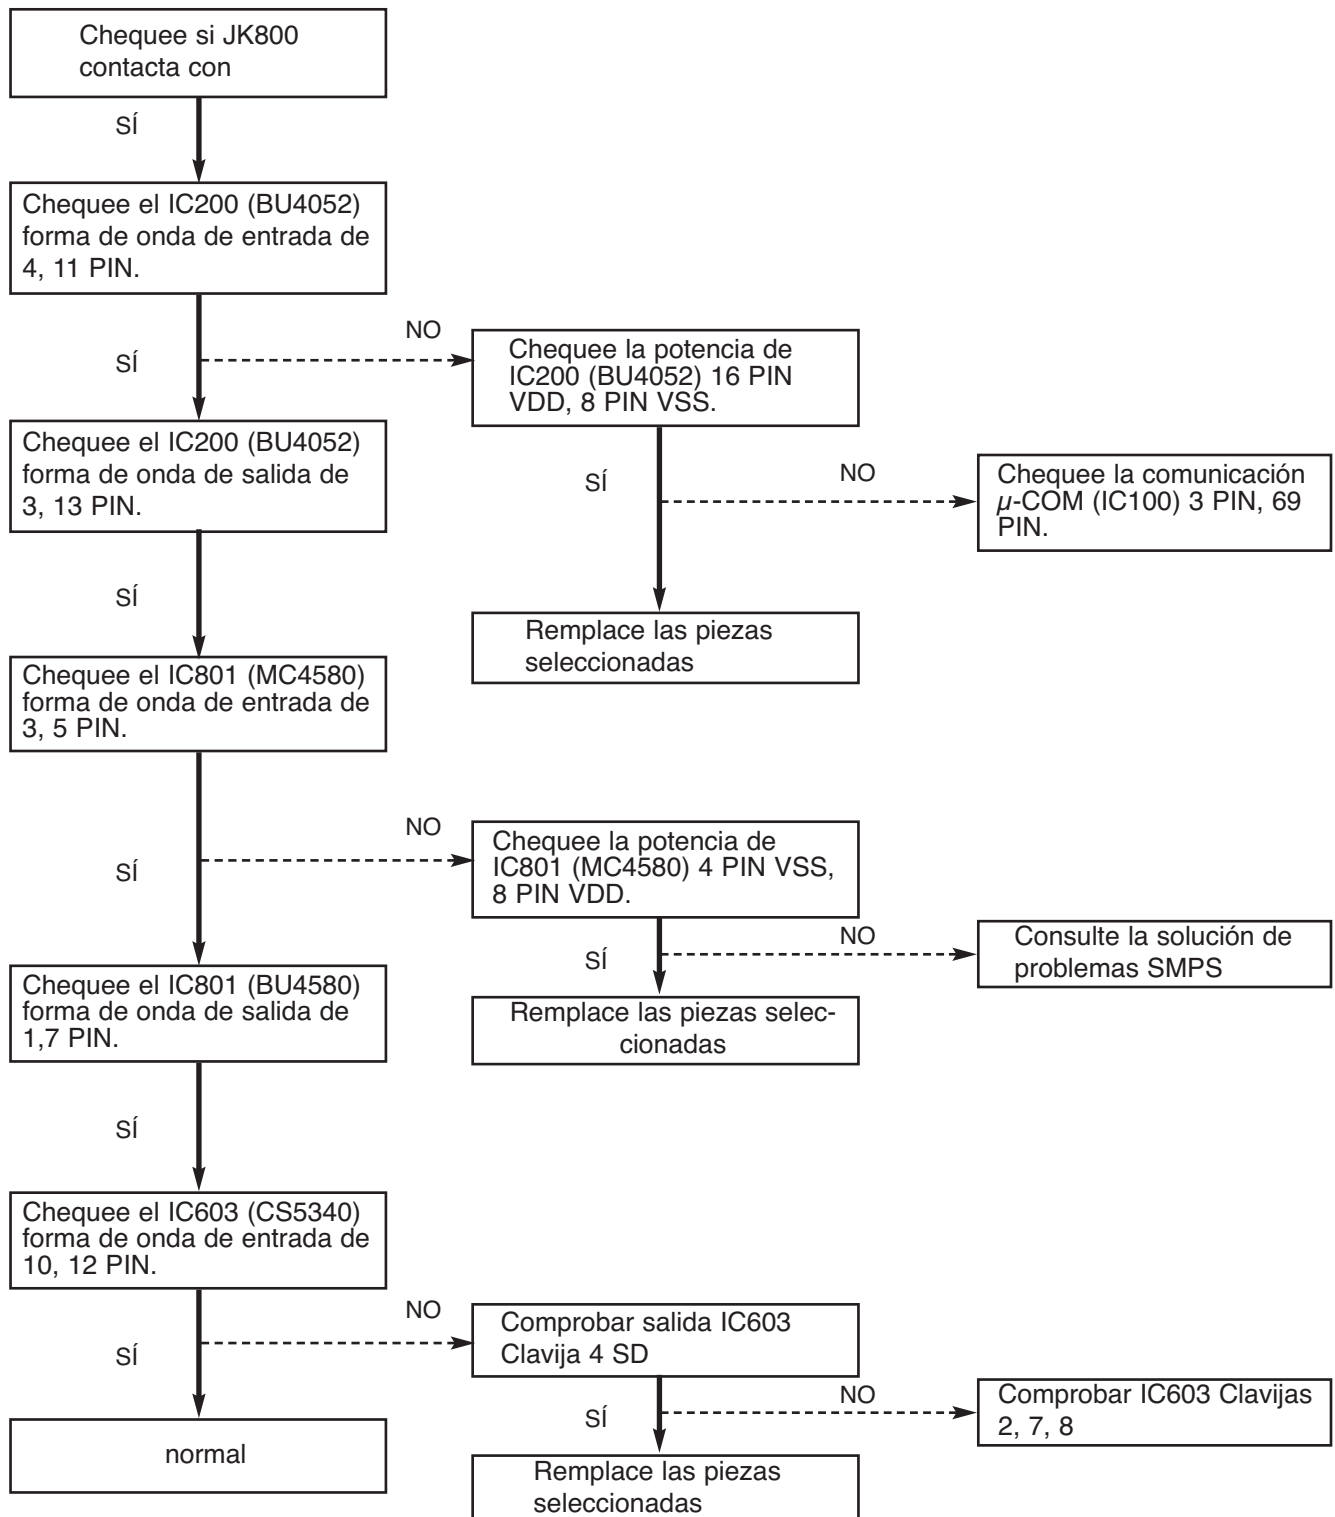 Chequee si JK800
contacta con
SÍ
Chequee el IC200 (BU4052)
forma de onda de entrada de
4, 11 PIN.
SÍ
NO
Chequee la potencia de
IC200 (BU4052) 16 PIN
VDD, 8 PIN VSS.
Chequee el IC200 (BU4052)
forma de onda de salida de
3, 13 PIN.
SÍ
NO
Chequee la comunicación
µ-COM (IC100) 3 PIN, 69
PIN.
SÍ
Remplace las piezas
seleccionadas
Chequee el IC801 (MC4580)
forma de onda de entrada de
3, 5 PIN.
SÍ
NO
Chequee la potencia de
IC801 (MC4580) 4 PIN VSS,
8 PIN VDD.
SÍ
NO
Consulte la solución de
problemas SMPS
Chequee el IC801 (BU4580)
forma de onda de salida de
1,7 PIN.
Remplace las piezas selec-
cionadas
SÍ
Chequee el IC603 (CS5340)
forma de onda de entrada de
10, 12 PIN.
SÍ
NO
Comprobar salida IC603
Clavija 4 SD
SÍ
NO
Comprobar IC603 Clavijas
2, 7, 8
normal
Remplace las piezas
seleccionadas